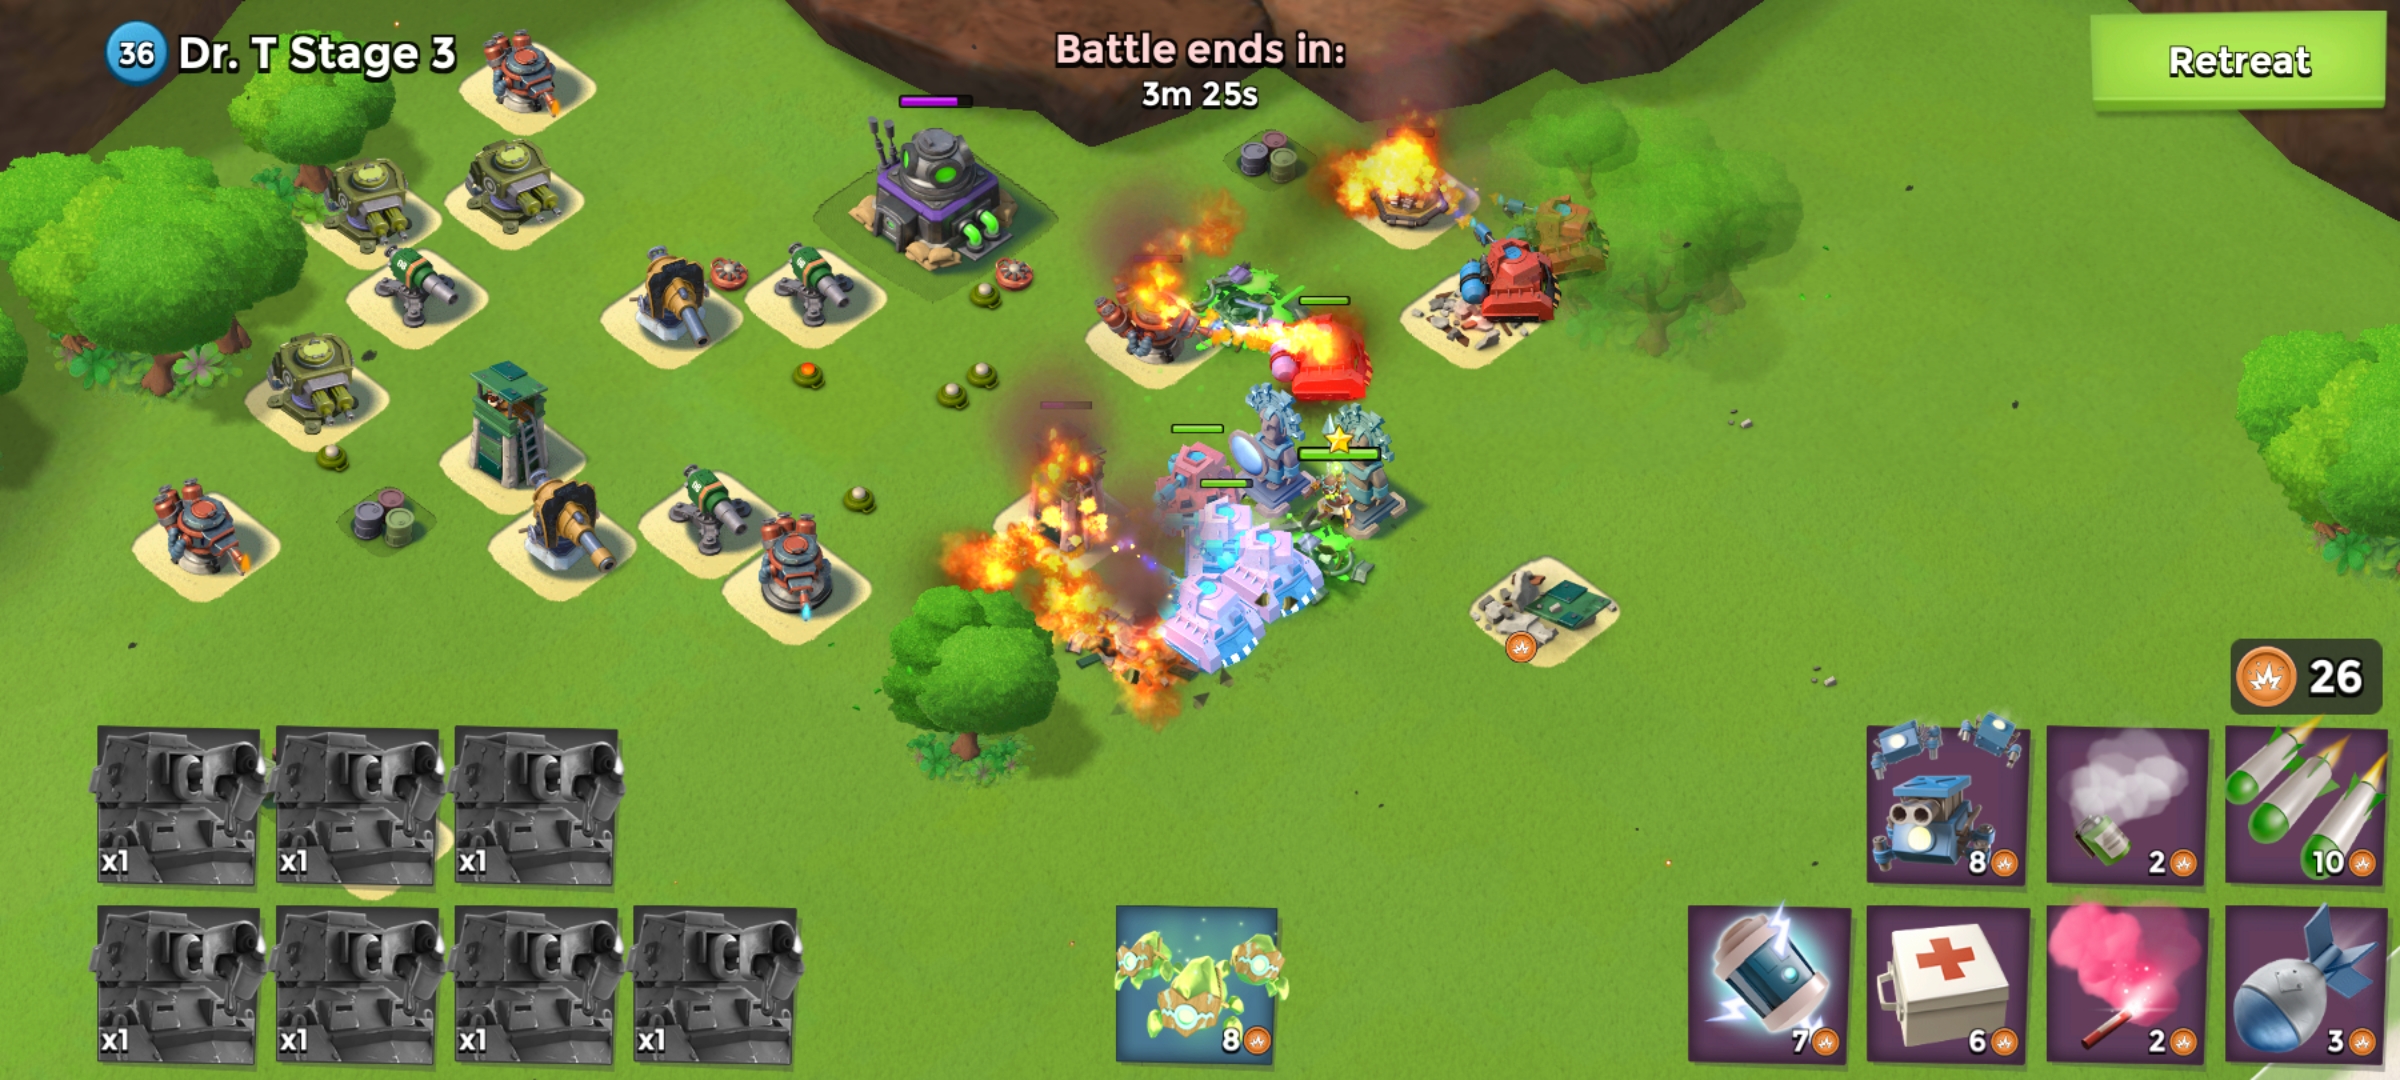 36 Dr. T Stage 3
Battle ends in:
3m 25s
Retreat
26
8
2
10
x1
x1
x1
x1
x1
x1
x1
8
7
6
2
3